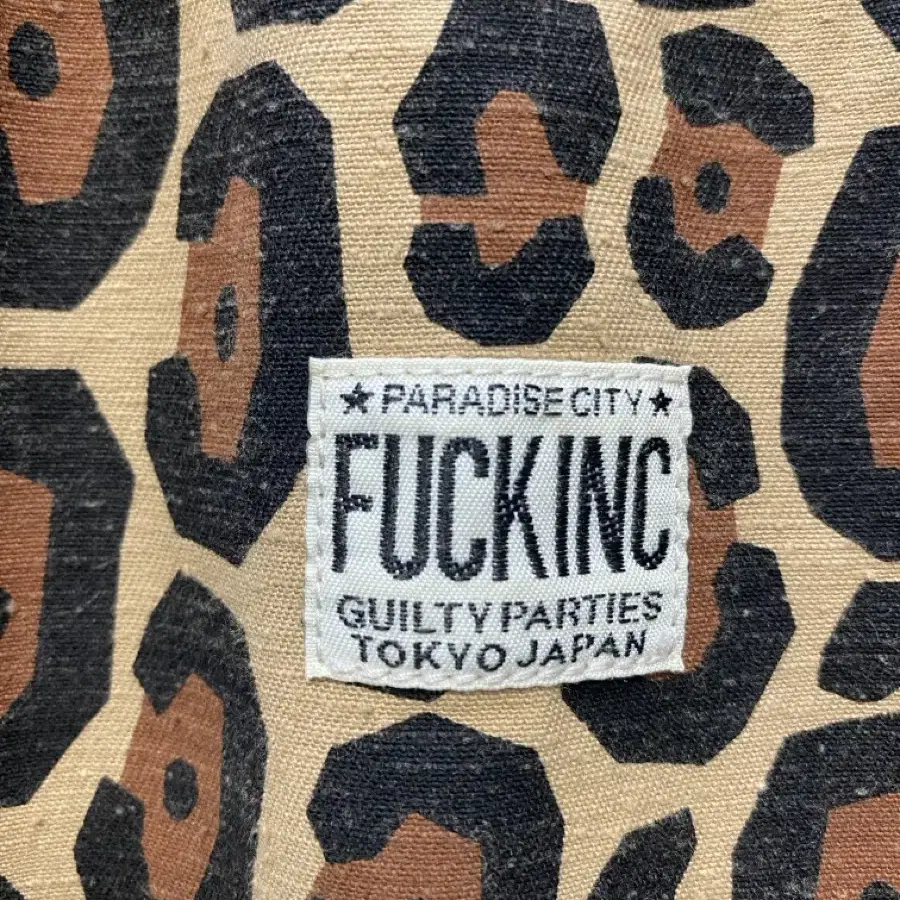 ★PARADISE CITY★
FUCKINC
GUILTY PARTIES
TOKYO JAPAN